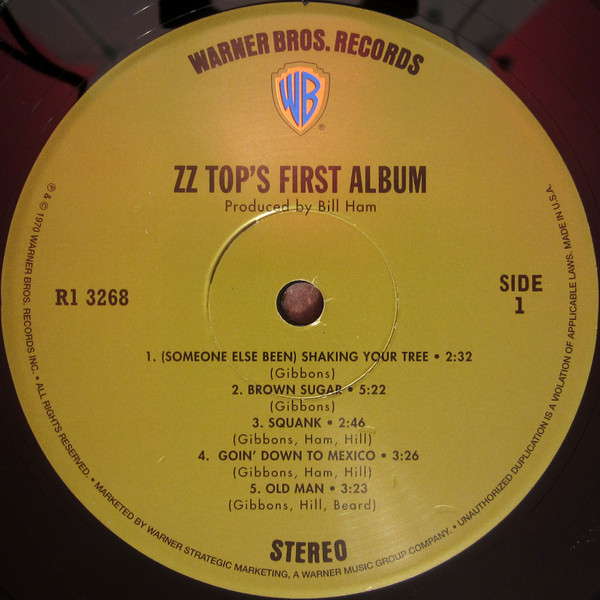 WARNER BROS. RECORDS
WB
®
ZZ TOP'S FIRST ALBUM
Produced by Bill Ham
R1 3268
SIDE
1
1. (SOMEONE ELSE BEEN) SHAKING YOUR TREE • 2:32
(Gibbons)
2. BROWN SUGAR • 5:22
(Gibbons)
3. SQUANK • 2:46
(Gibbons, Ham, Hill)
4. GOIN' DOWN TO MEXICO • 3:26
(Gibbons, Ham, Hill)
5. OLD MAN • 3:23
(Gibbons, Hill, Beard)
STEREO
℗ & © 1970 WARNER BROS. RECORDS INC. • ALL RIGHTS RESERVED. • MARKETED BY WARNER STRATEGIC MARKETING, A WARNER MUSIC GROUP COMPANY. • UNAUTHORIZED DUPLICATION IS A VIOLATION OF APPLICABLE LAWS. MADE IN U.S.A.